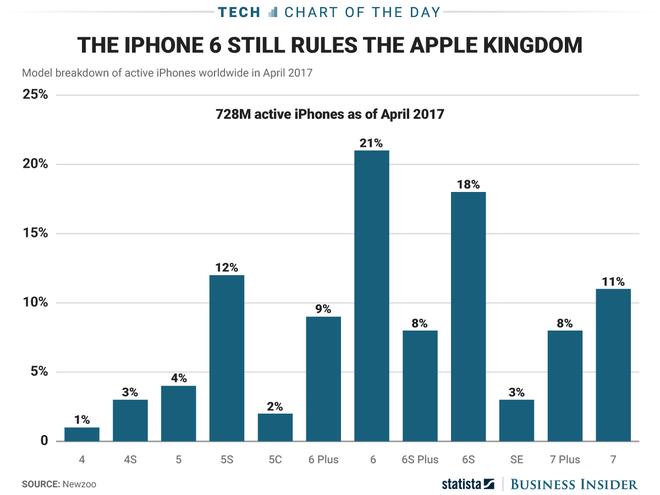 TECH CHART OF THE DAY
THE IPHONE 6 STILL RULES THE APPLE KINGDOM
Model breakdown of active iPhones worldwide in April 2017
25%
728M active iPhones as of April 2017
21%
20%
18%
15%
12%
11%
10%
9%
8%
8%
5%
4%
3%
3%
2%
1%
0
4 4S 5 5S 5C 6 Plus 6 6S Plus 6S SE 7 Plus 7
SOURCE: Newzoo
statista BUSINESS INSIDER